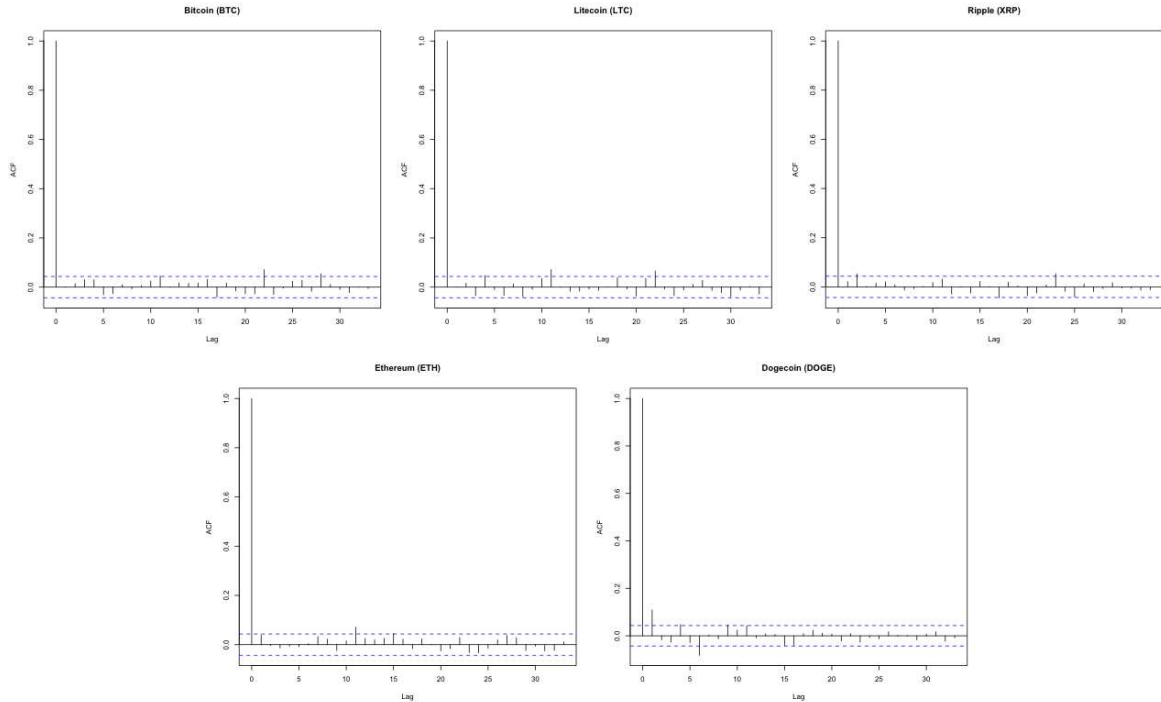 Bitcoin (BTC)
ACF
0.0 0.2 0.4 0.6 0.8 1.0
0 5 10 15 20 25 30
Lag
Litecoin (LTC)
ACF
0.0 0.2 0.4 0.6 0.8 1.0
0 5 10 15 20 25 30
Lag
Ripple (XRP)
ACF
0.0 0.2 0.4 0.6 0.8 1.0
0 5 10 15 20 25 30
Lag
Ethereum (ETH)
ACF
0.0 0.2 0.4 0.6 0.8 1.0
0 5 10 15 20 25 30
Lag
Dogecoin (DOGE)
ACF
0.0 0.2 0.4 0.6 0.8 1.0
0 5 10 15 20 25 30
Lag